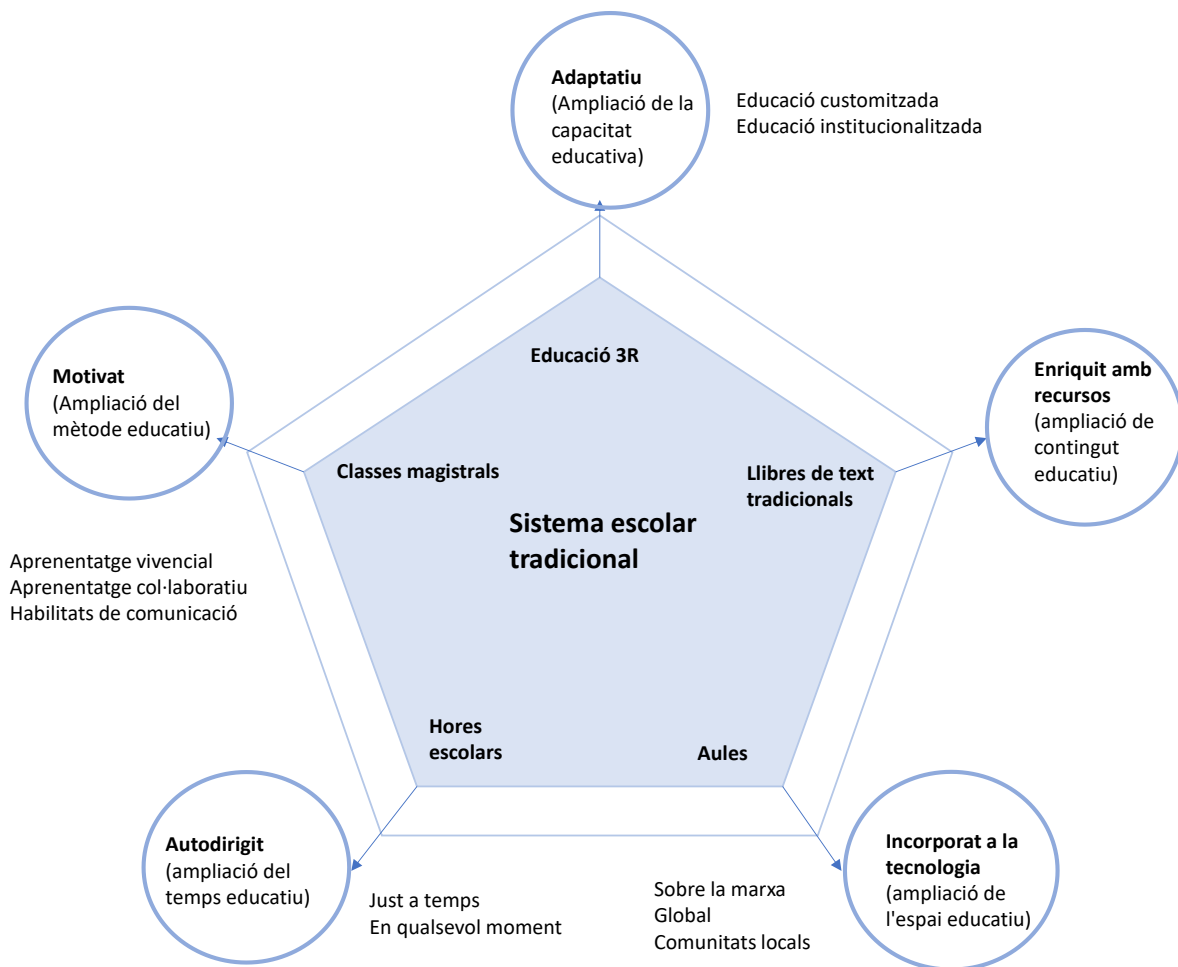 Adaptatiu
(Ampliació de la
capacitat
educativa)
Educació customitzada
Educació institucionalitzada
Motivat
(Ampliació del
mètode educatiu)
Educació 3R
Enriquit amb
recursos
(ampliació de
contingut
educatiu)
Classes magistrals
Llibres de text
tradicionals
Sistema escolar
tradicional
Aprenentatge vivencial
Aprenentatge col·laboratiu
Habilitats de comunicació
Hores
escolars
Aules
Autodirigit
(ampliació del
temps educatiu)
Just a temps
En qualsevol moment
Sobre la marxa
Global
Comunitats locals
Incorporat a la
tecnologia
(ampliació de
l'espai educatiu)